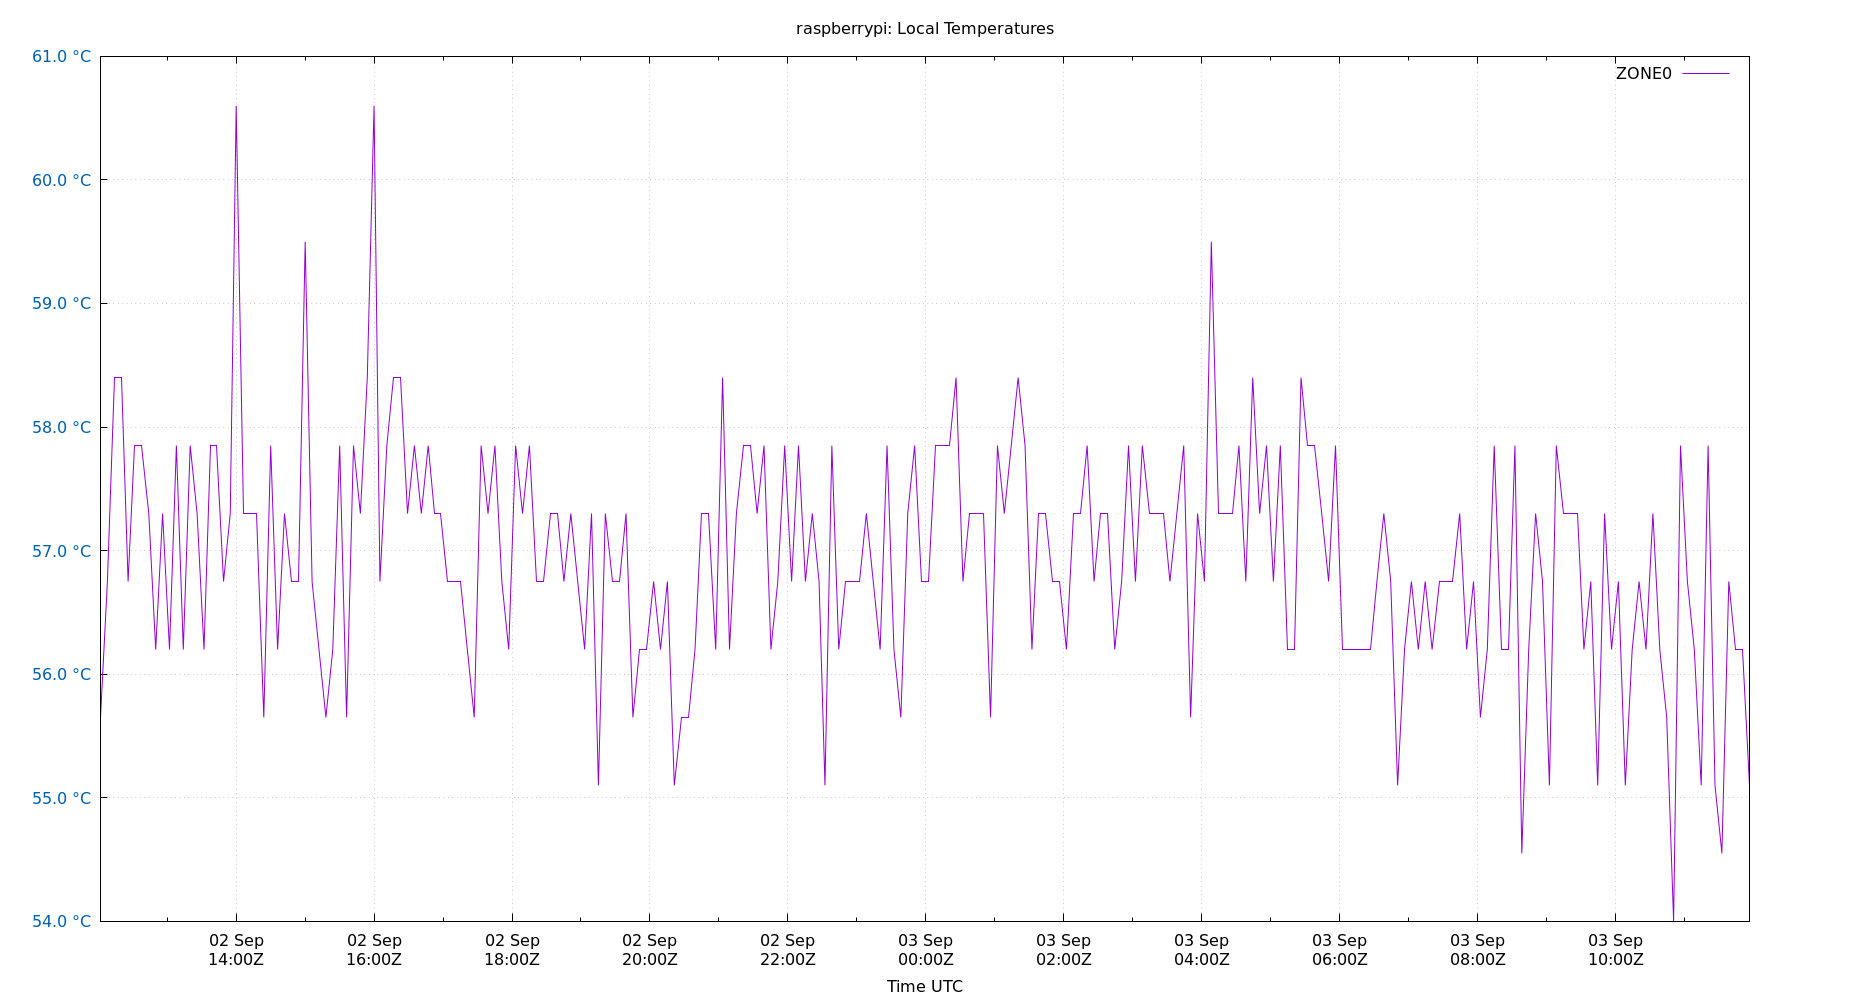 raspberrypi: Local Temperatures
61.0 °C
ZONE0
60.0 °C
59.0 °C
58.0 °C
57.0 °C
56.0 °C
55.0 °C
54.0 °C
02 Sep 02 Sep 02 Sep 02 Sep 02 Sep 03 Sep 03 Sep 03 Sep 03 Sep 03 Sep 03 Sep
14:00Z 16:00Z 18:00Z 20:00Z 22:00Z 00:00Z 02:00Z 04:00Z 06:00Z 08:00Z 10:00Z
Time UTC